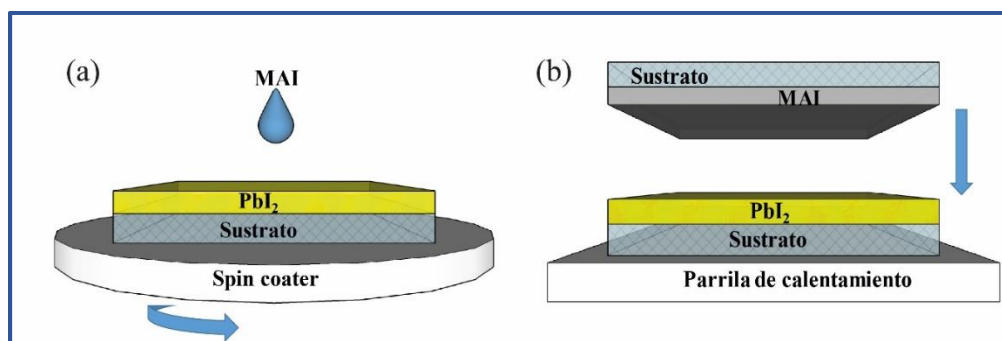 (a)
MAI
PbI₂
Sustrato
Spin coater
(b)
Sustrato
MAI
PbI₂
Sustrato
Parrila de calentamiento